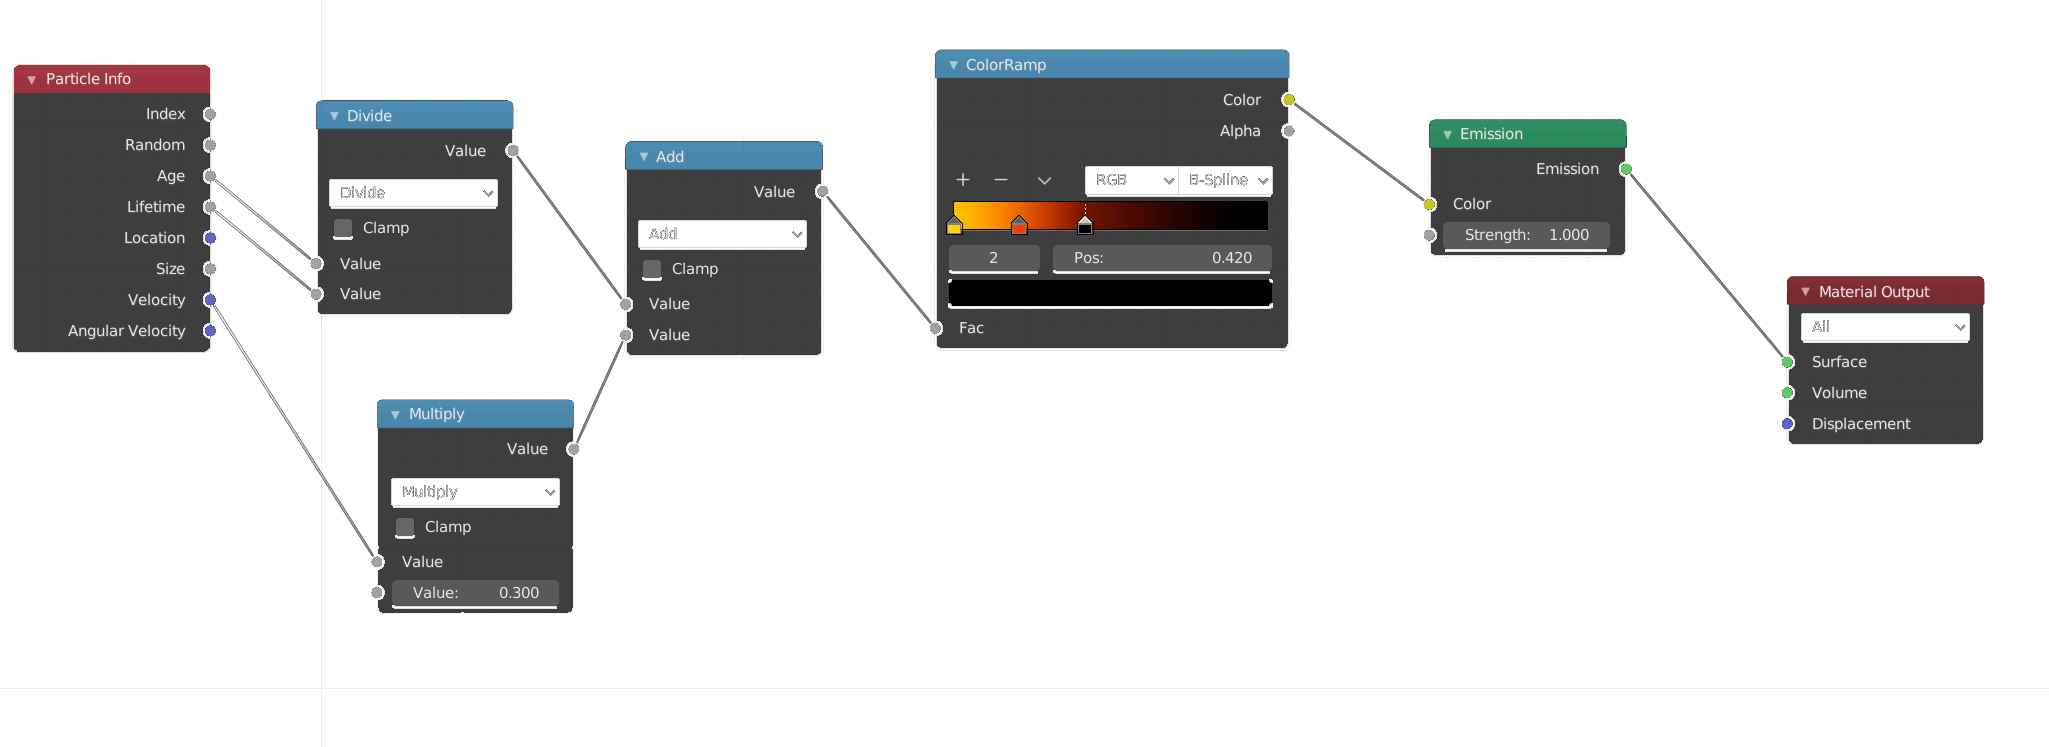 Particle Info
Index
Random
Age
Lifetime
Location
Size
Velocity
Angular Velocity
Divide
Value
Divide
Clamp
Value
Value
Multiply
Value
Multiply
Clamp
Value
Value: 0.300
Add
Value
Add
Clamp
Value
Value
ColorRamp
Color
Alpha
RGB B-Spline
2 Pos: 0.420
Fac
Emission
Emission
Color
Strength: 1.000
Material Output
All
Surface
Volume
Displacement